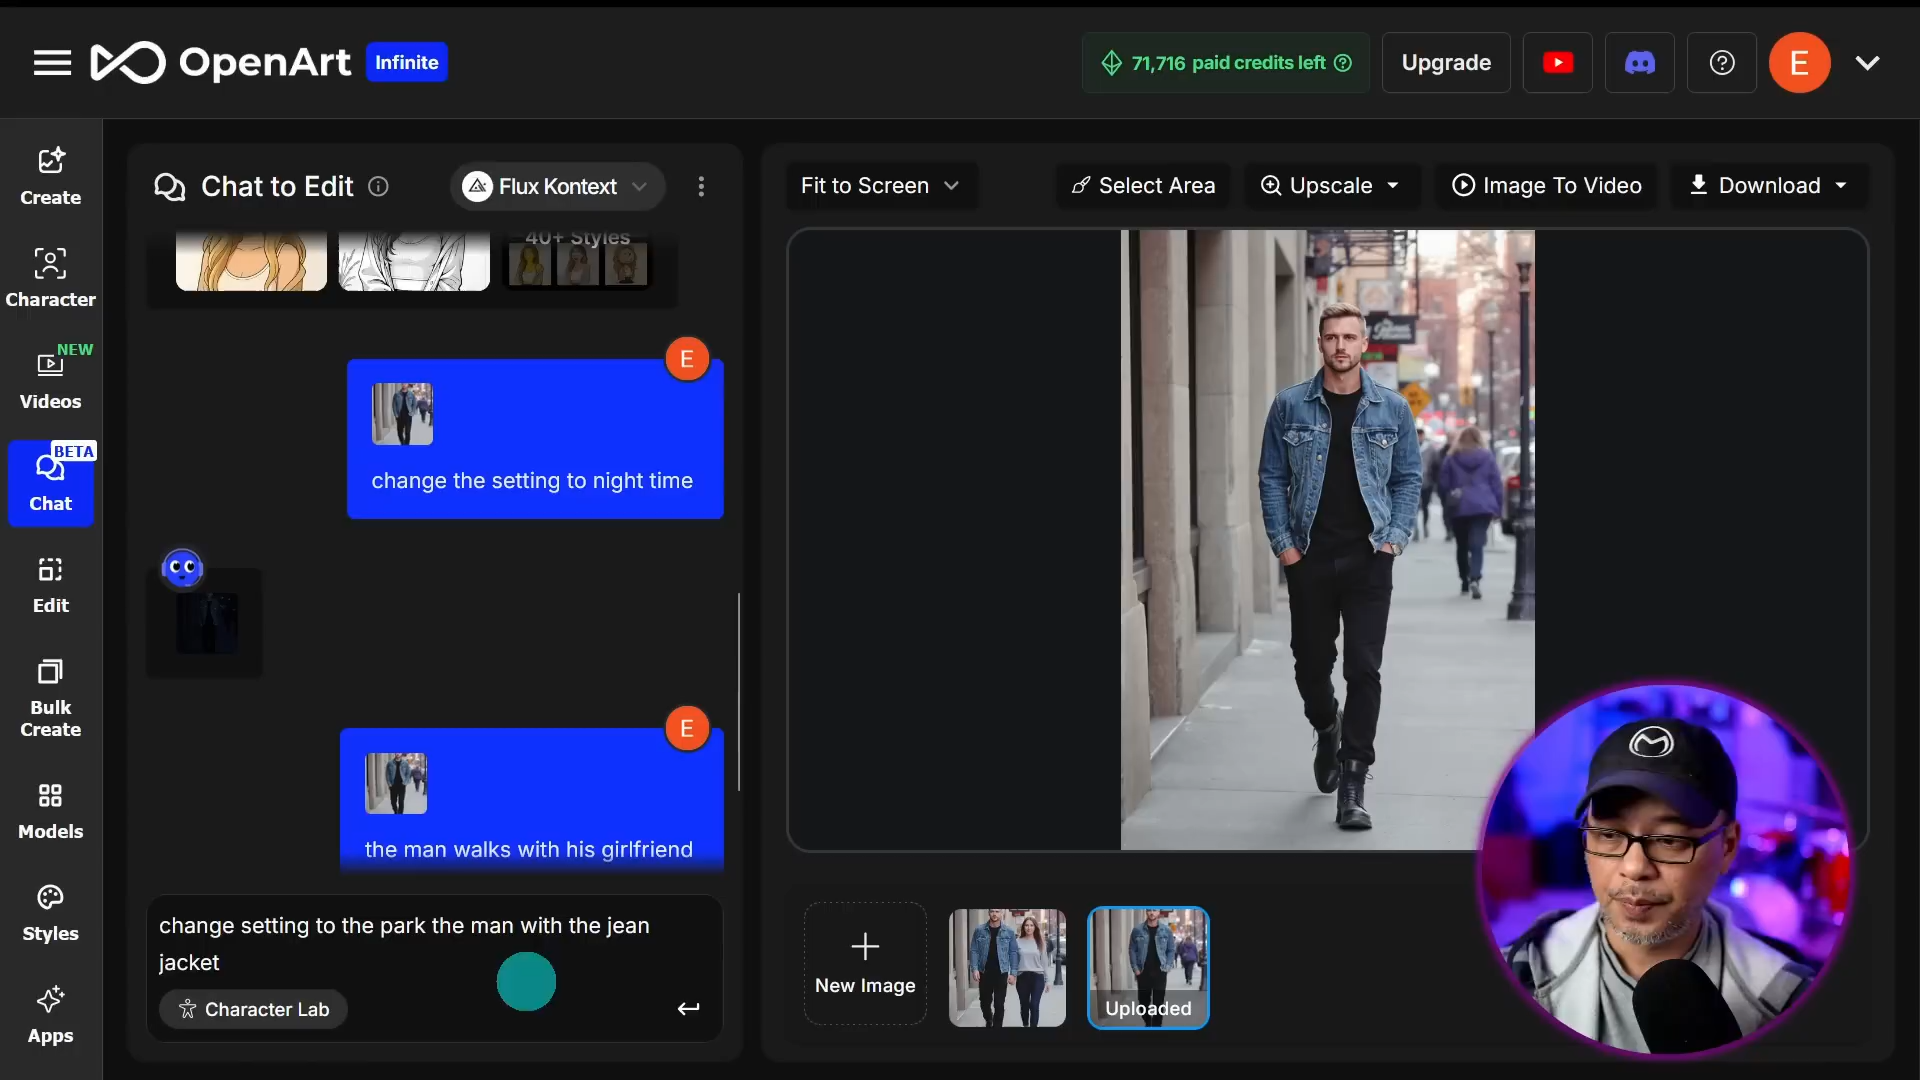 OpenArt
Infinite
71,716 paid credits left
Upgrade
E
Create
Character
NEW
Videos
BETA
Chat
Edit
Bulk
Create
Models
Styles
Apps
Chat to Edit
Flux Kontext
40+ Styles
E
change the setting to night time
E
the man walks with his girlfriend
change setting to the park the man with the jean
jacket
Character Lab
Fit to Screen
Select Area
Upscale
Image To Video
Download
New Image
Uploaded